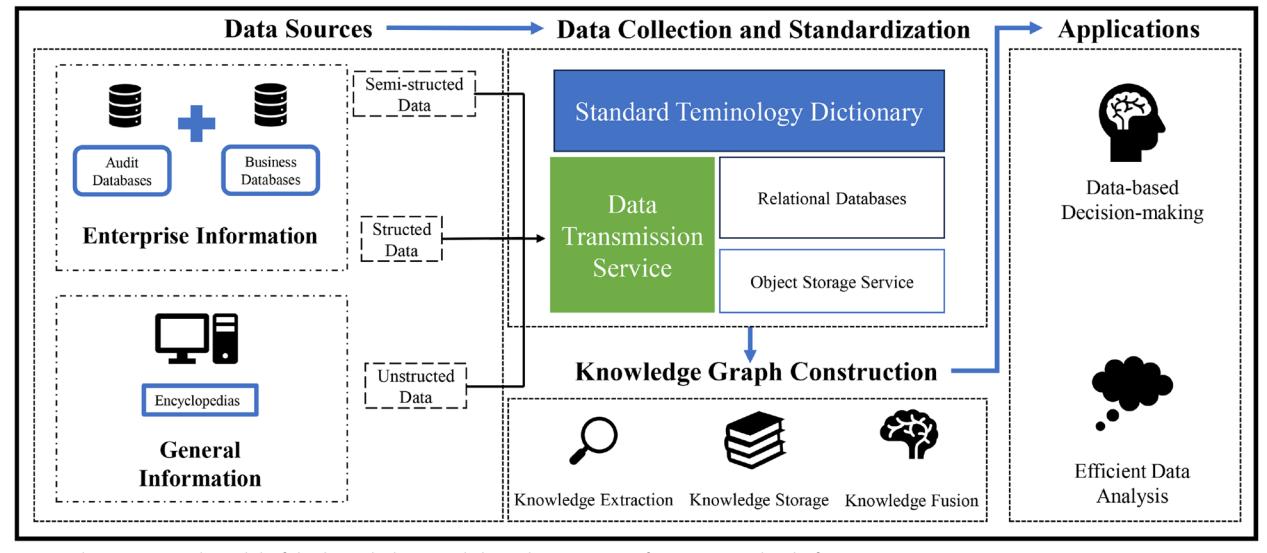 Data Sources
Data Collection and Standardization
Applications
Audit
Databases
Business
Databases
Enterprise Information
Encyclopedias
General
Information
Semi-structed
Data
Structed
Data
Unstructed
Data
Standard Teminology Dictionary
Data
Transmission
Service
Relational Databases
Object Storage Service
Knowledge Graph Construction
Knowledge Extraction
Knowledge Storage
Knowledge Fusion
Data-based
Decision-making
Efficient Data
Analysis